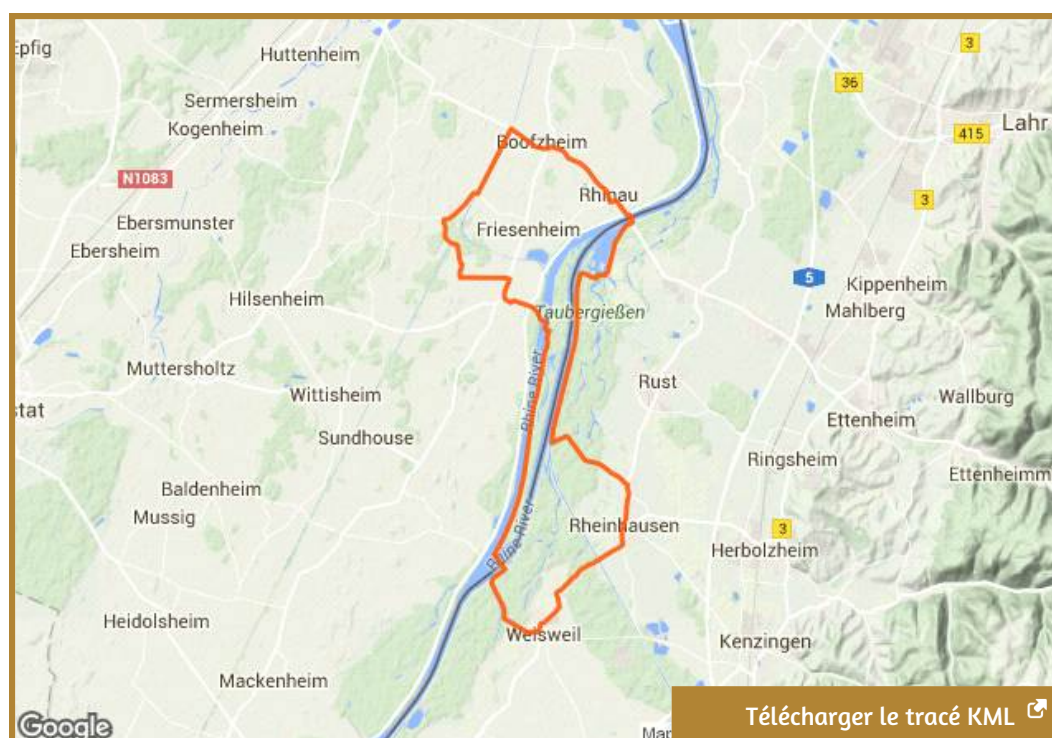 Epfig
Huttenheim
3
36
Sermersheim
Kogenheim
Lahr
415
Boofzheim
N1083
Rhinau
3
Ebersmunster
Friesenheim
Ebersheim
5
Kippenheim
Hilsenheim
Mahlberg
Taubergießen
Muttersholtz
Rhine River
Rust
Wallburg
Wittisheim
stat
Ettenheim
Sundhouse
Ringsheim
Ettenheimm
Baldenheim
Mussig
Rheinhausen
3
Herbolzheim
Rhine River
Heidolsheim
Weisweil
Kenzingen
Mackenheim
Télécharger le tracé KML
Google
Map